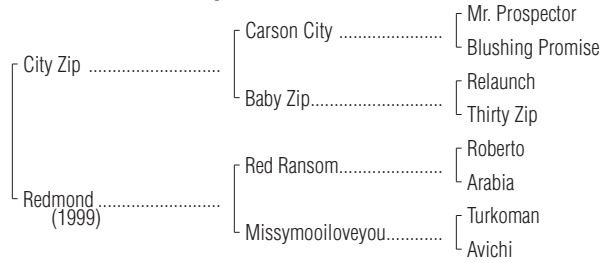 Mr. Prospector
Carson City ....................
Blushing Promise
City Zip .........................
Relaunch
Baby Zip.........................
Thirty Zip
Roberto
Red Ransom...................
Arabia
Redmond .......................
(1999)
Turkoman
Missymooiloveyou...........
Avichi